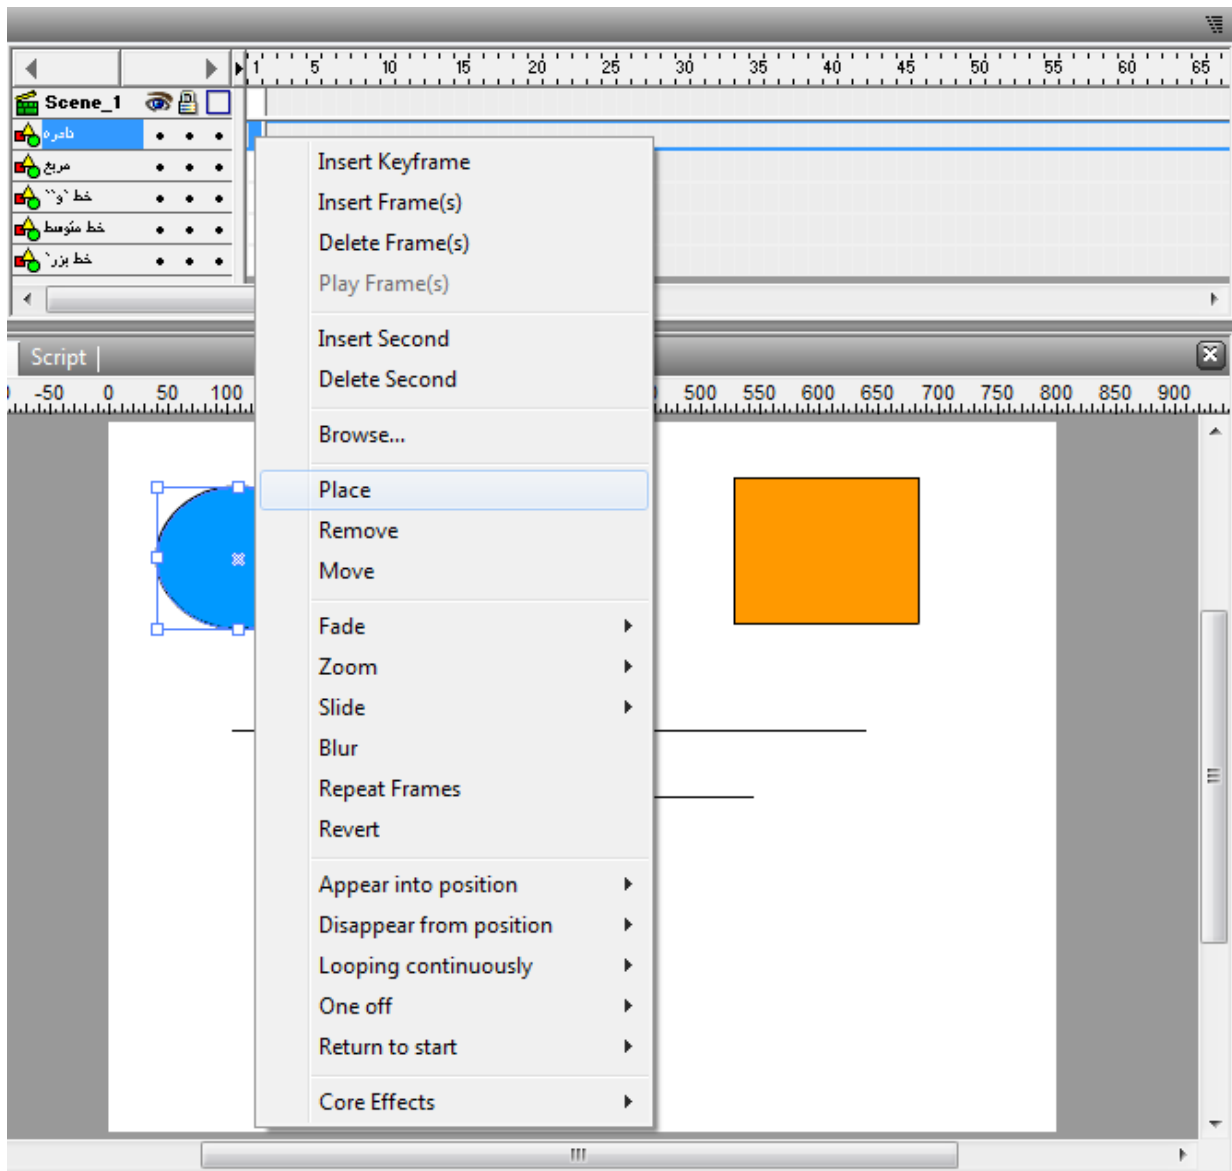 1 5 10 15 20 25 30 35 40 45 50 55 60 65
Scene_1
مربع
خط متوسط
Insert Keyframe
Insert Frame(s)
Delete Frame(s)
Play Frame(s)
Insert Second
Delete Second
Script
-50 0 50 100 500 550 600 650 700 750 800 850 900
Browse...
Place
Remove
Move
Fade
Zoom
Slide
Blur
Repeat Frames
Revert
Appear into position
Disappear from position
Looping continuously
One off
Return to start
Core Effects